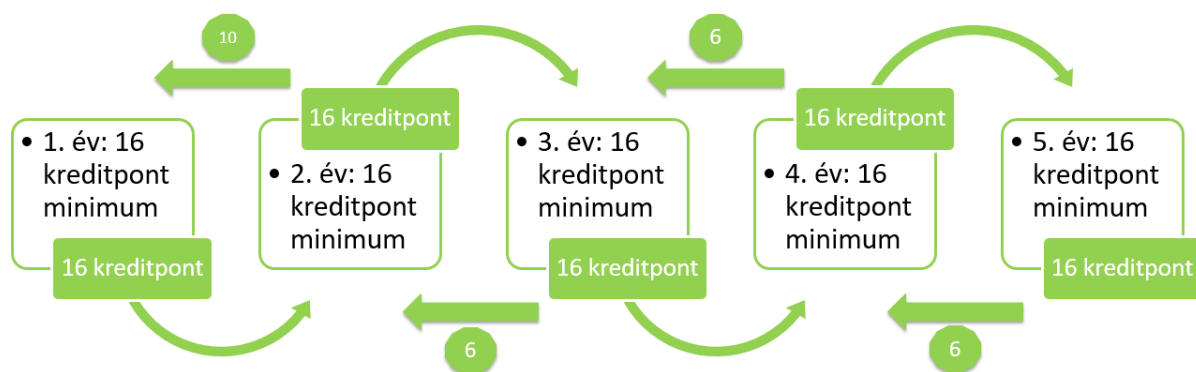 10
6
16 kreditpont
16 kreditpont
• 1. év: 16
kreditpont
minimum
• 2. év: 16
kreditpont
minimum
• 3. év: 16
kreditpont
minimum
• 4. év: 16
kreditpont
minimum
• 5. év: 16
kreditpont
minimum
16 kreditpont
16 kreditpont
16 kreditpont
6
6